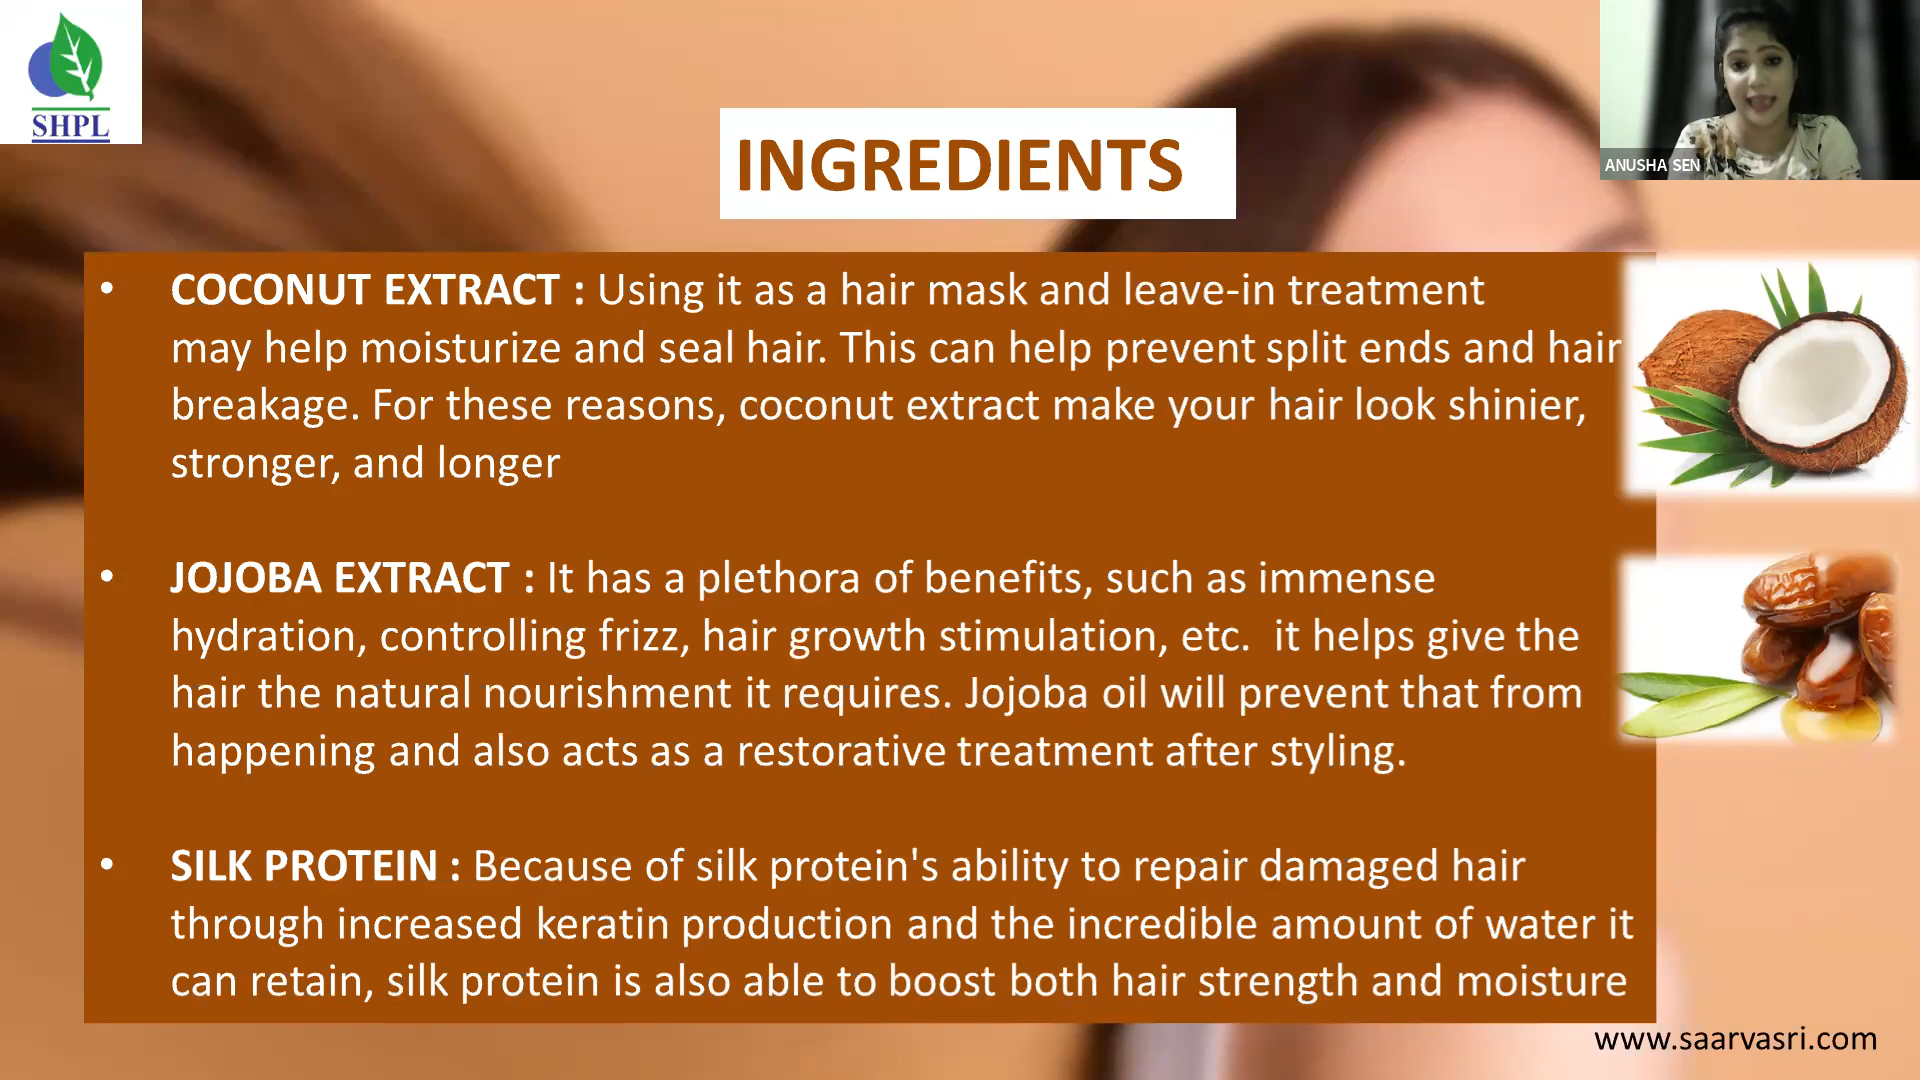 SHPL
INGREDIENTS
ANUSHA SEN
• COCONUT EXTRACT : Using it as a hair mask and leave-in treatment
may help moisturize and seal hair. This can help prevent split ends and hair
breakage. For these reasons, coconut extract make your hair look shinier,
stronger, and longer
• JOJOBA EXTRACT : It has a plethora of benefits, such as immense
hydration, controlling frizz, hair growth stimulation, etc.  it helps give the
hair the natural nourishment it requires. Jojoba oil will prevent that from
happening and also acts as a restorative treatment after styling.
• SILK PROTEIN : Because of silk protein's ability to repair damaged hair
through increased keratin production and the incredible amount of water it
can retain, silk protein is also able to boost both hair strength and moisture
www.saarvasri.com